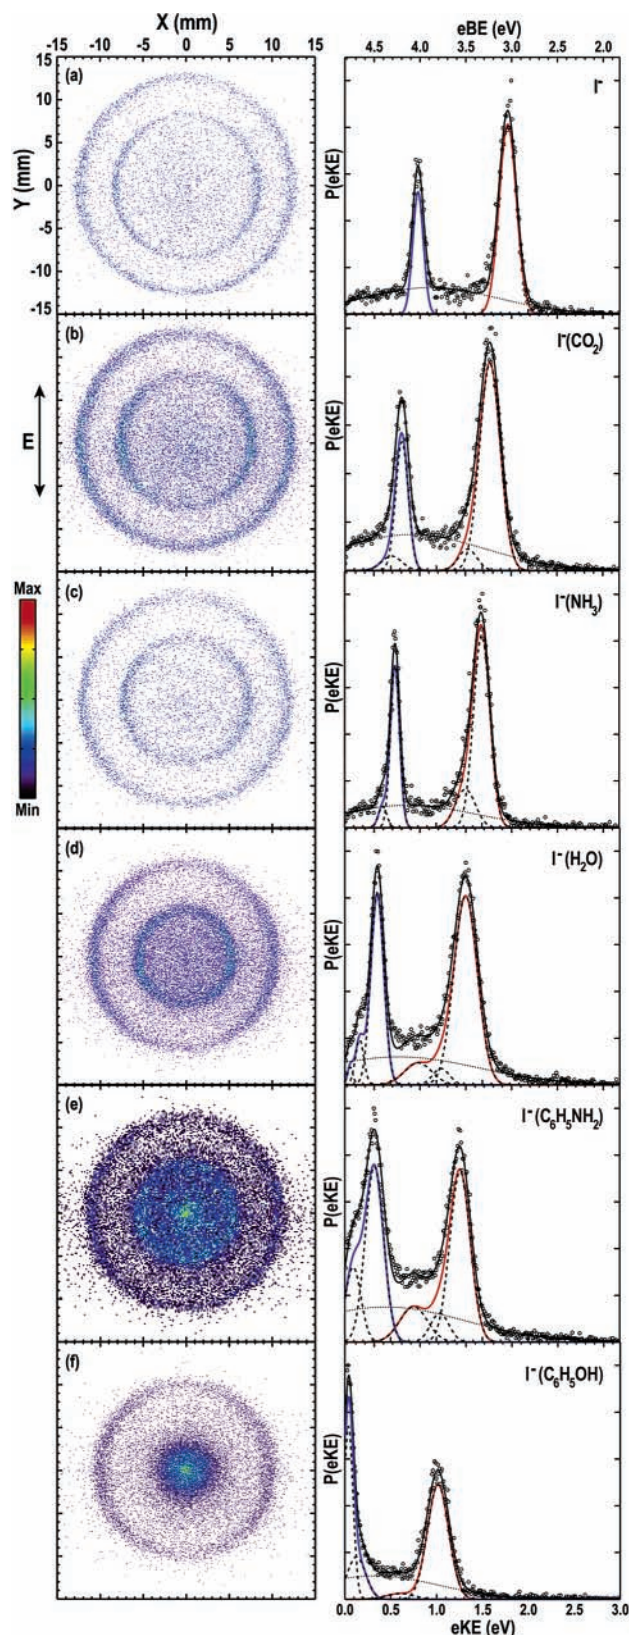 X (mm)
-15 -10 -5 0 5 10 15
eBE (eV)
4.5 4.0 3.5 3.0 2.5 2.0
15
10
5
0
-5
-10
-15
Y (mm)
(a)
P(eKE)
I⁻
(b)
E
P(eKE)
I⁻(CO₂)
Max
Min
(c)
P(eKE)
I⁻(NH₃)
(d)
P(eKE)
I⁻(H₂O)
(e)
P(eKE)
I⁻(C₆H₅NH₂)
(f)
P(eKE)
I⁻(C₆H₅OH)
0.0 0.5 1.0 1.5 2.0 2.5 3.0
eKE (eV)